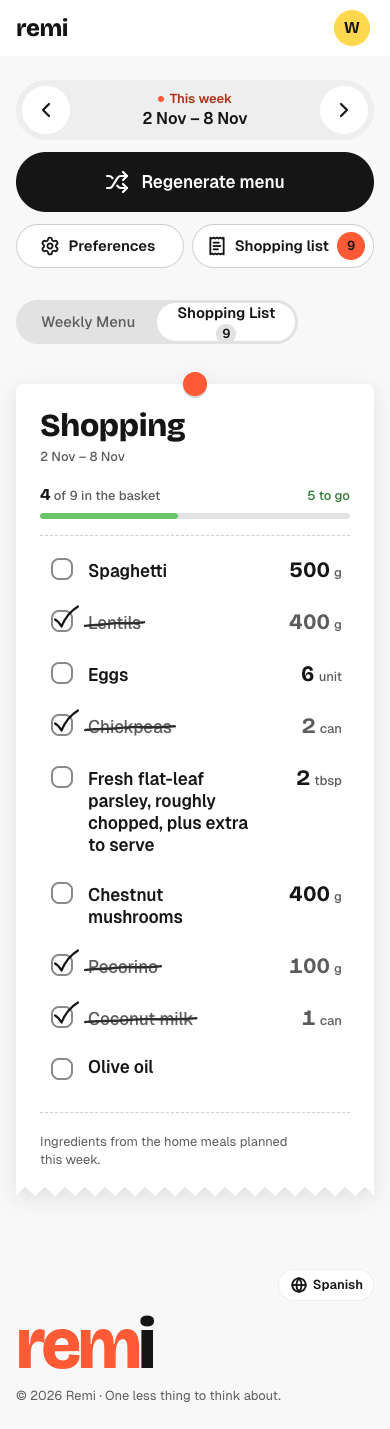 remi
W
This week
2 Nov – 8 Nov
Regenerate menu
Preferences
Shopping list 9
Weekly Menu
Shopping List
9
Shopping
2 Nov – 8 Nov
4 of 9 in the basket
5 to go
Spaghetti
500 g
Lentils
400 g
Eggs
6 unit
Chickpeas
2 can
Fresh flat-leaf
2 tbsp
parsley, roughly
chopped, plus extra
to serve
Chestnut
400 g
mushrooms
Pecorino
100 g
Coconut milk
1 can
Olive oil
Ingredients from the home meals planned
this week.
Spanish
remi
© 2026 Remi · One less thing to think about.